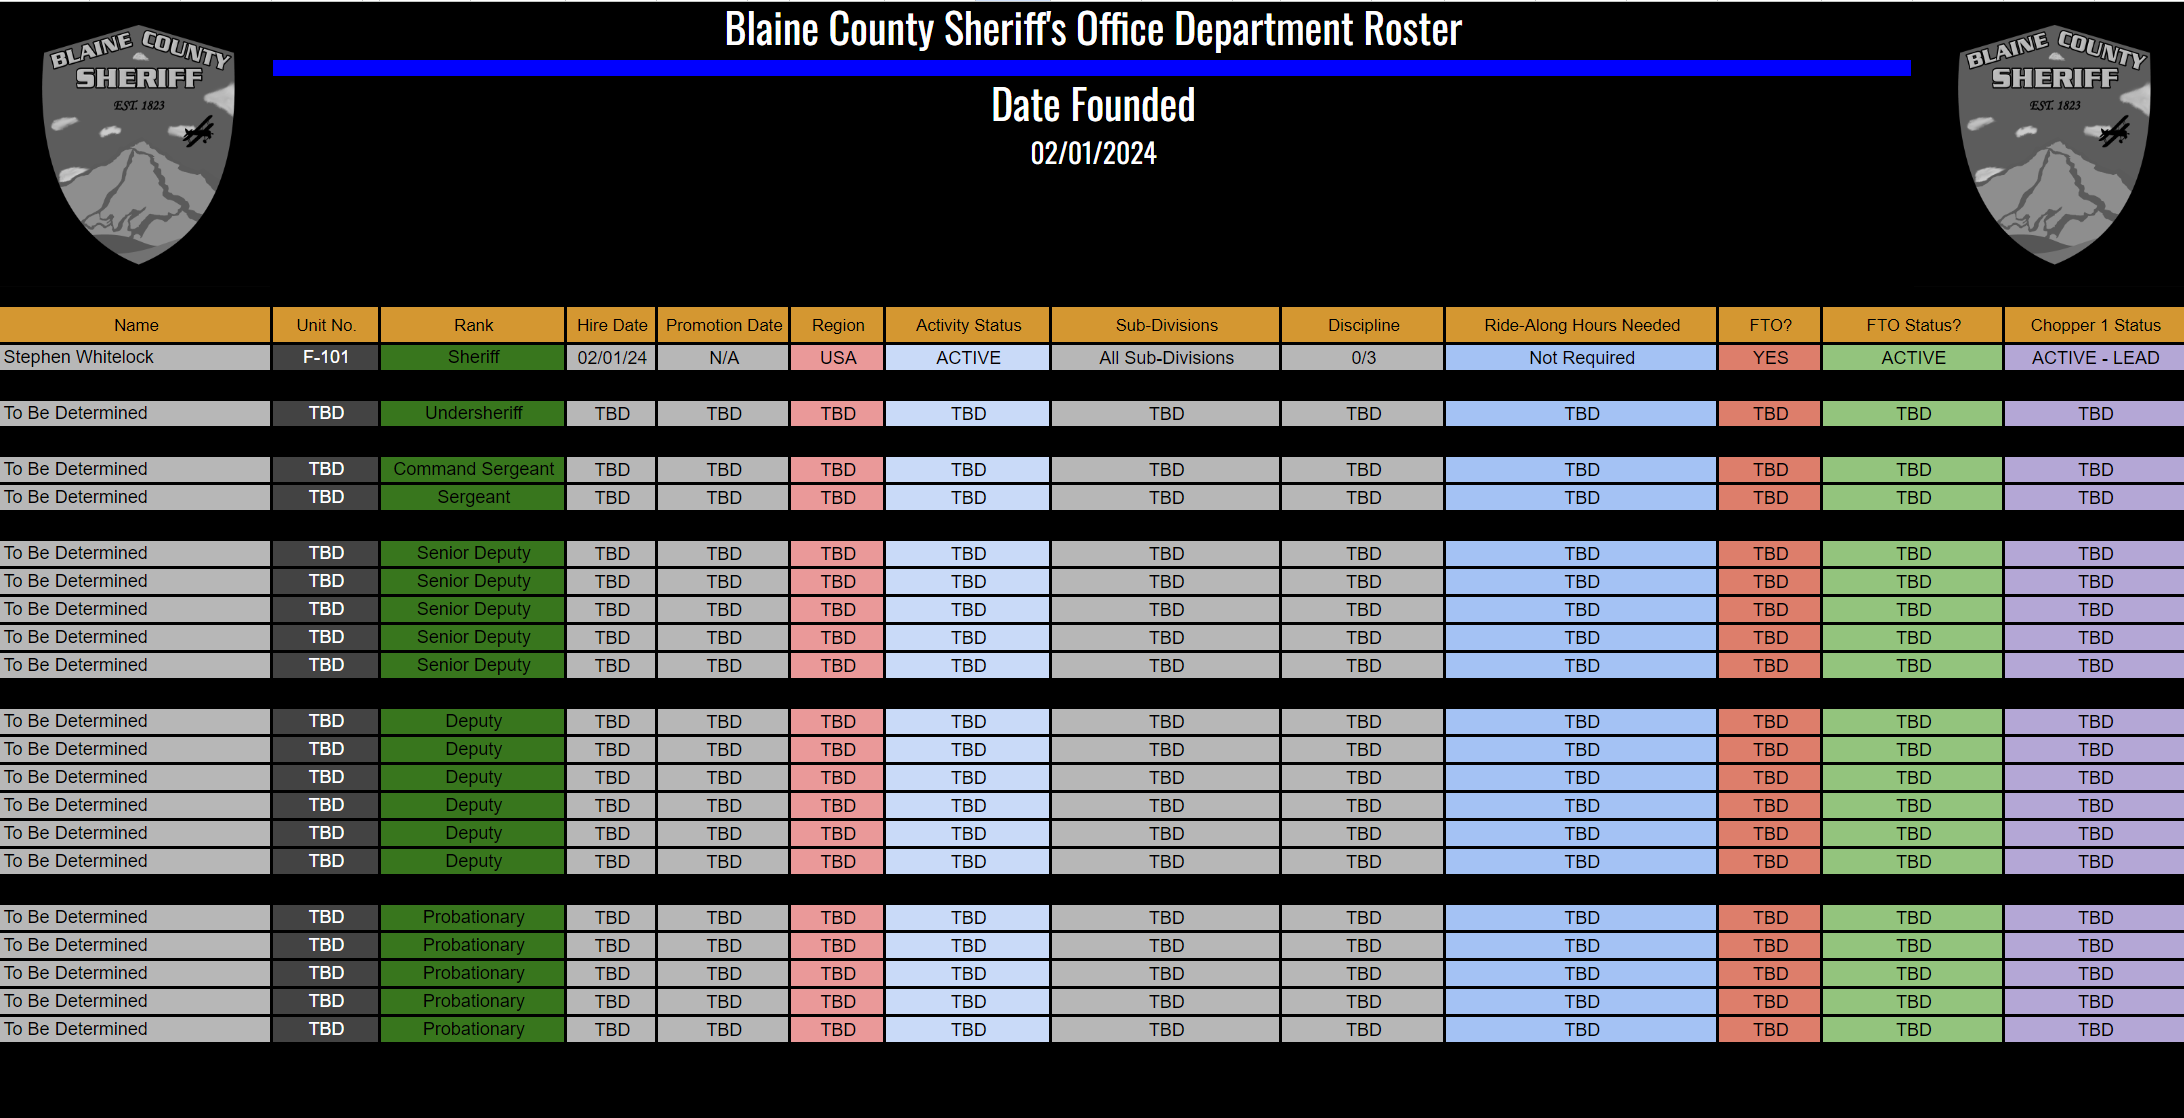 Blaine County Sheriff's Office Department Roster
BLAINE COUNTY
SHERIFF
EST. 1823
BLAINE COUNTY
SHERIFF
EST. 1823
Date Founded
02/01/2024
Name Unit No. Rank Hire Date Promotion Date Region Activity Status Sub-Divisions Discipline Ride-Along Hours Needed FTO? FTO Status? Chopper 1 Status
Stephen Whitelock F-101 Sheriff 02/01/24 N/A USA ACTIVE All Sub-Divisions 0/3 Not Required YES ACTIVE ACTIVE - LEAD
To Be Determined TBD Undersheriff TBD TBD TBD TBD TBD TBD TBD TBD TBD TBD
To Be Determined TBD Command Sergeant TBD TBD TBD TBD TBD TBD TBD TBD TBD TBD
To Be Determined TBD Sergeant TBD TBD TBD TBD TBD TBD TBD TBD TBD TBD
To Be Determined TBD Senior Deputy TBD TBD TBD TBD TBD TBD TBD TBD TBD TBD
To Be Determined TBD Senior Deputy TBD TBD TBD TBD TBD TBD TBD TBD TBD TBD
To Be Determined TBD Senior Deputy TBD TBD TBD TBD TBD TBD TBD TBD TBD TBD
To Be Determined TBD Senior Deputy TBD TBD TBD TBD TBD TBD TBD TBD TBD TBD
To Be Determined TBD Senior Deputy TBD TBD TBD TBD TBD TBD TBD TBD TBD TBD
To Be Determined TBD Deputy TBD TBD TBD TBD TBD TBD TBD TBD TBD TBD
To Be Determined TBD Deputy TBD TBD TBD TBD TBD TBD TBD TBD TBD TBD
To Be Determined TBD Deputy TBD TBD TBD TBD TBD TBD TBD TBD TBD TBD
To Be Determined TBD Deputy TBD TBD TBD TBD TBD TBD TBD TBD TBD TBD
To Be Determined TBD Deputy TBD TBD TBD TBD TBD TBD TBD TBD TBD TBD
To Be Determined TBD Deputy TBD TBD TBD TBD TBD TBD TBD TBD TBD TBD
To Be Determined TBD Probationary TBD TBD TBD TBD TBD TBD TBD TBD TBD TBD
To Be Determined TBD Probationary TBD TBD TBD TBD TBD TBD TBD TBD TBD TBD
To Be Determined TBD Probationary TBD TBD TBD TBD TBD TBD TBD TBD TBD TBD
To Be Determined TBD Probationary TBD TBD TBD TBD TBD TBD TBD TBD TBD TBD
To Be Determined TBD Probationary TBD TBD TBD TBD TBD TBD TBD TBD TBD TBD